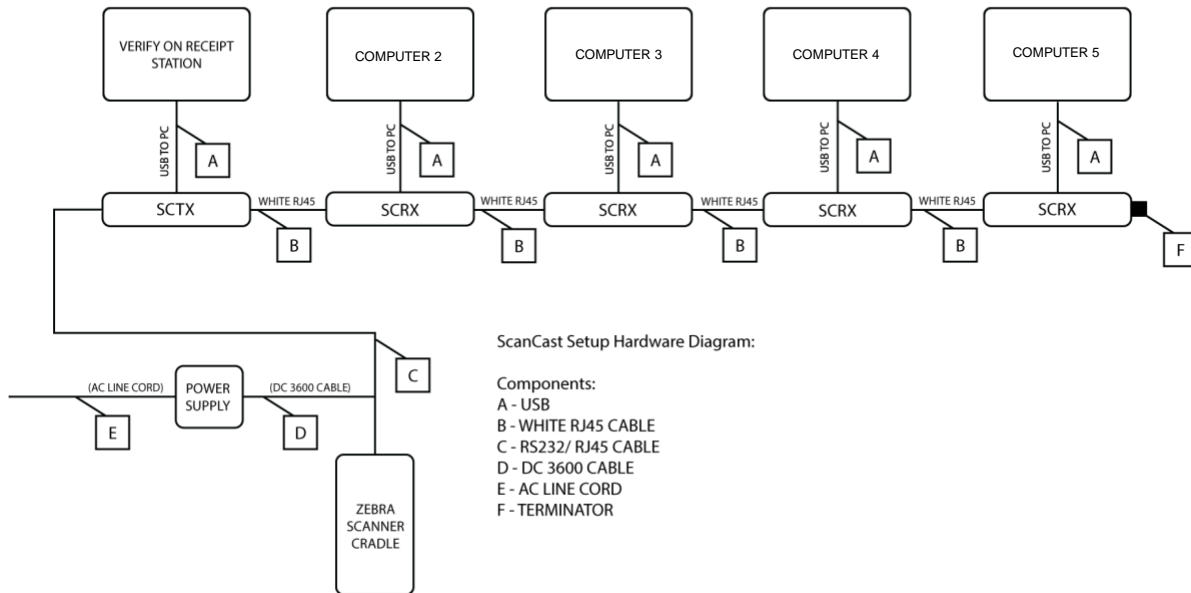 VERIFY ON RECEIPT
STATION
COMPUTER 2
COMPUTER 3
COMPUTER 4
COMPUTER 5
USB TO PC
A
USB TO PC
A
USB TO PC
A
USB TO PC
A
USB TO PC
A
SCTX
WHITE RJ45
SCRX
WHITE RJ45
SCRX
WHITE RJ45
SCRX
WHITE RJ45
SCRX
B
B
B
B
F
ScanCast Setup Hardware Diagram:
Components:
A - USB
B - WHITE RJ45 CABLE
C - RS232/ RJ45 CABLE
D - DC 3600 CABLE
E - AC LINE CORD
F - TERMINATOR
C
(AC LINE CORD)
POWER
SUPPLY
(DC 3600 CABLE)
E
D
ZEBRA
SCANNER
CRADLE